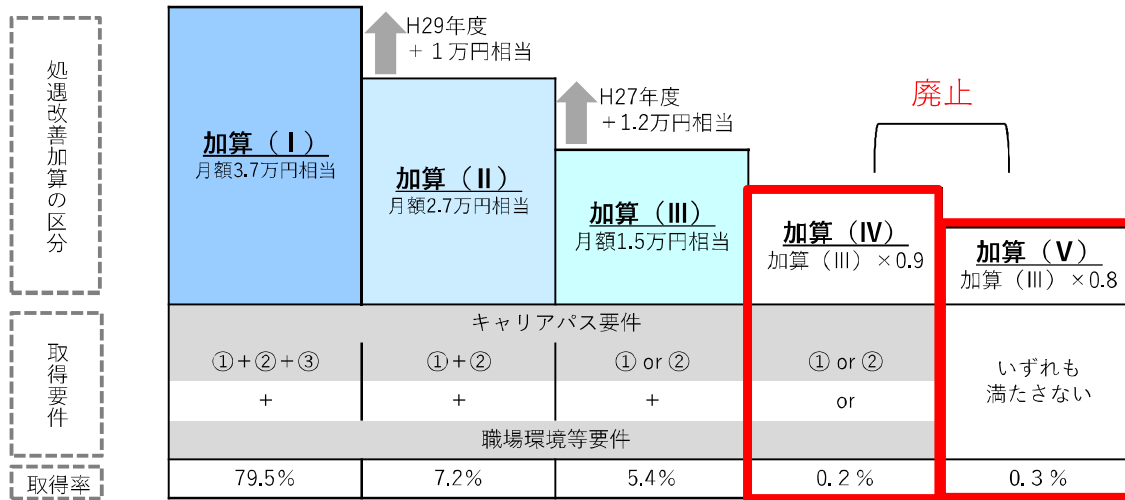 処遇改善加算の区分
加算（Ⅰ）
月額3.7万円相当
H29年度
＋１万円相当
加算（Ⅱ）
月額2.7万円相当
H27年度
＋1.2万円相当
加算（Ⅲ）
月額1.5万円相当
廃止
加算（Ⅳ）
加算（Ⅲ）×0.9
加算（Ⅴ）
加算（Ⅲ）×0.8
取得要件
キャリアパス要件
①+②+③
①+②
①or②
①or②
いずれも
満たさない
+
+
+
or
職場環境等要件
取得率
79.5%
7.2%
5.4%
0.2%
0.3%